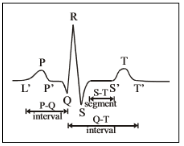 R
P T
S-T
L' P' Q segment S' T'
P-Q S Q-T
interval interval